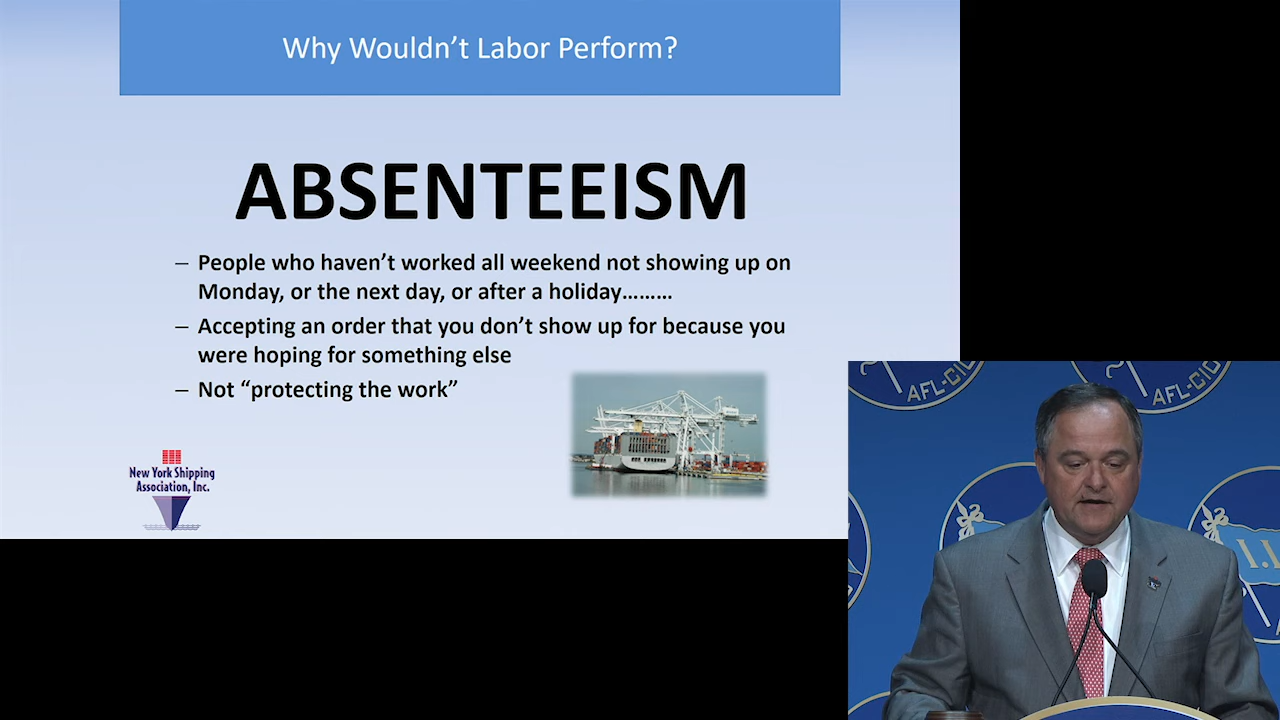 Why Wouldn't Labor Perform?
ABSENTEEISM
– People who haven't worked all weekend not showing up on
Monday, or the next day, or after a holiday………
– Accepting an order that you don't show up for because you
were hoping for something else
– Not “protecting the work”
New York Shipping
Association, Inc.
AFL-CIO
AFL-CIO